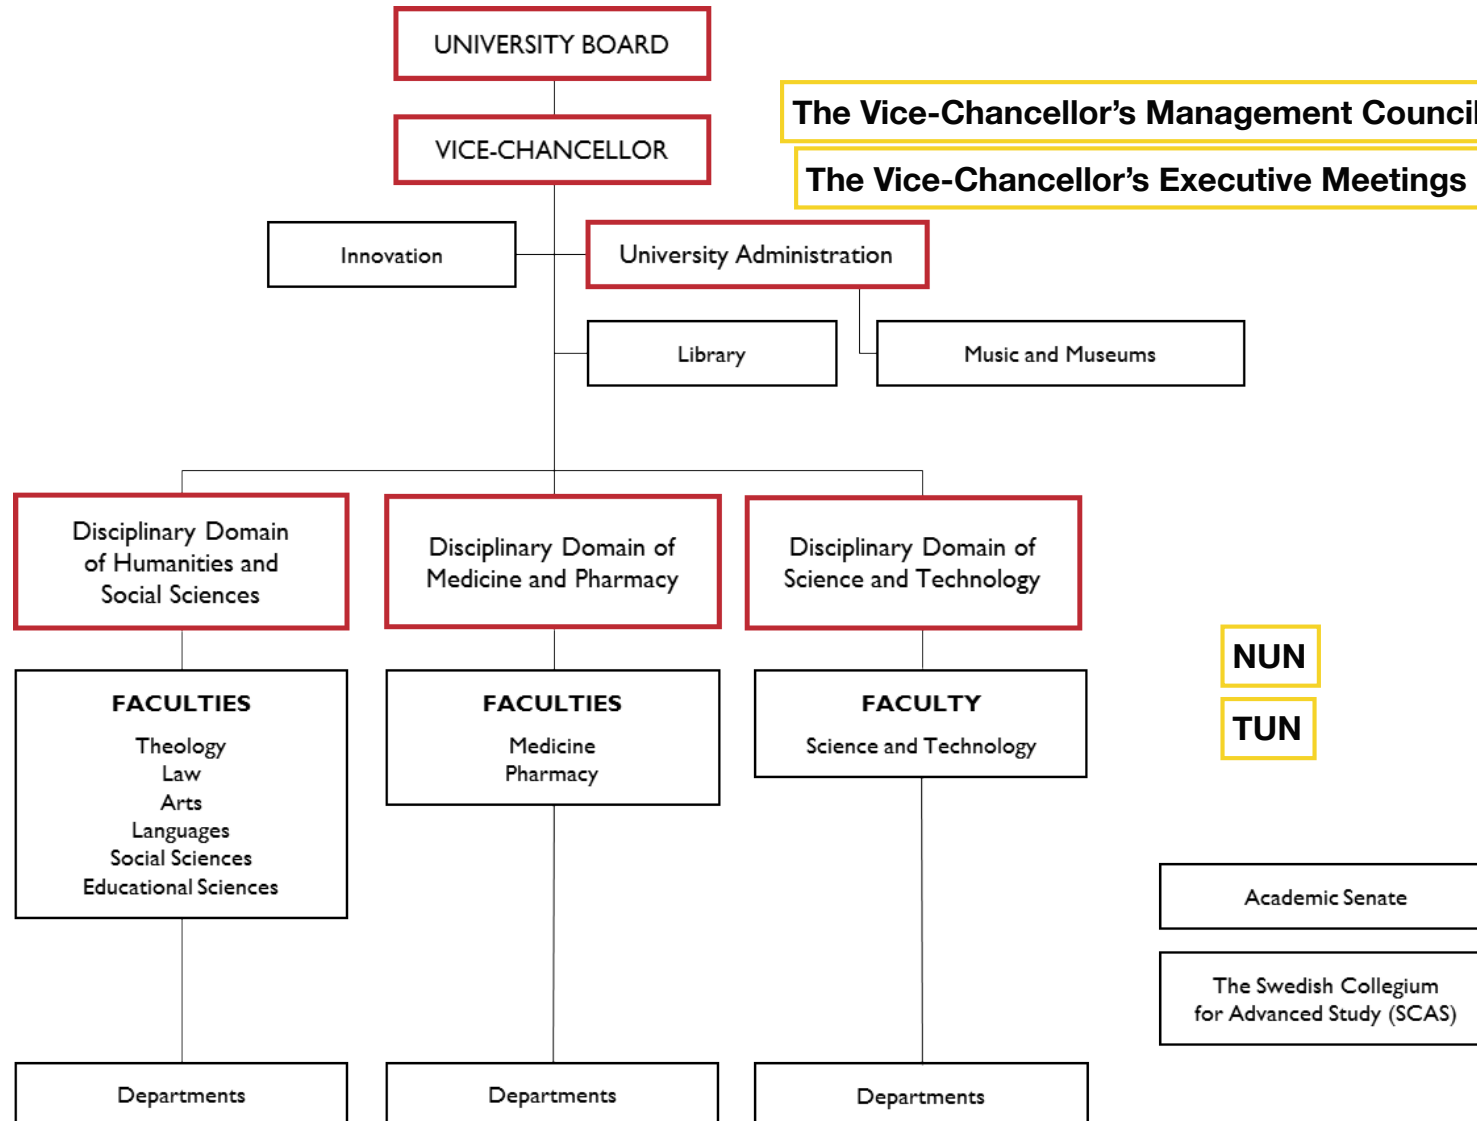 UNIVERSITY BOARD
The Vice-Chancellor’s Management Council
VICE-CHANCELLOR
The Vice-Chancellor’s Executive Meetings
Innovation
University Administration
Library
Music and Museums
Disciplinary Domain
of Humanities and
Social Sciences
Disciplinary Domain of
Medicine and Pharmacy
Disciplinary Domain of
Science and Technology
NUN
TUN
FACULTIES
Theology
Law
Arts
Languages
Social Sciences
Educational Sciences
FACULTIES
Medicine
Pharmacy
FACULTY
Science and Technology
Academic Senate
The Swedish Collegium
for Advanced Study (SCAS)
Departments
Departments
Departments